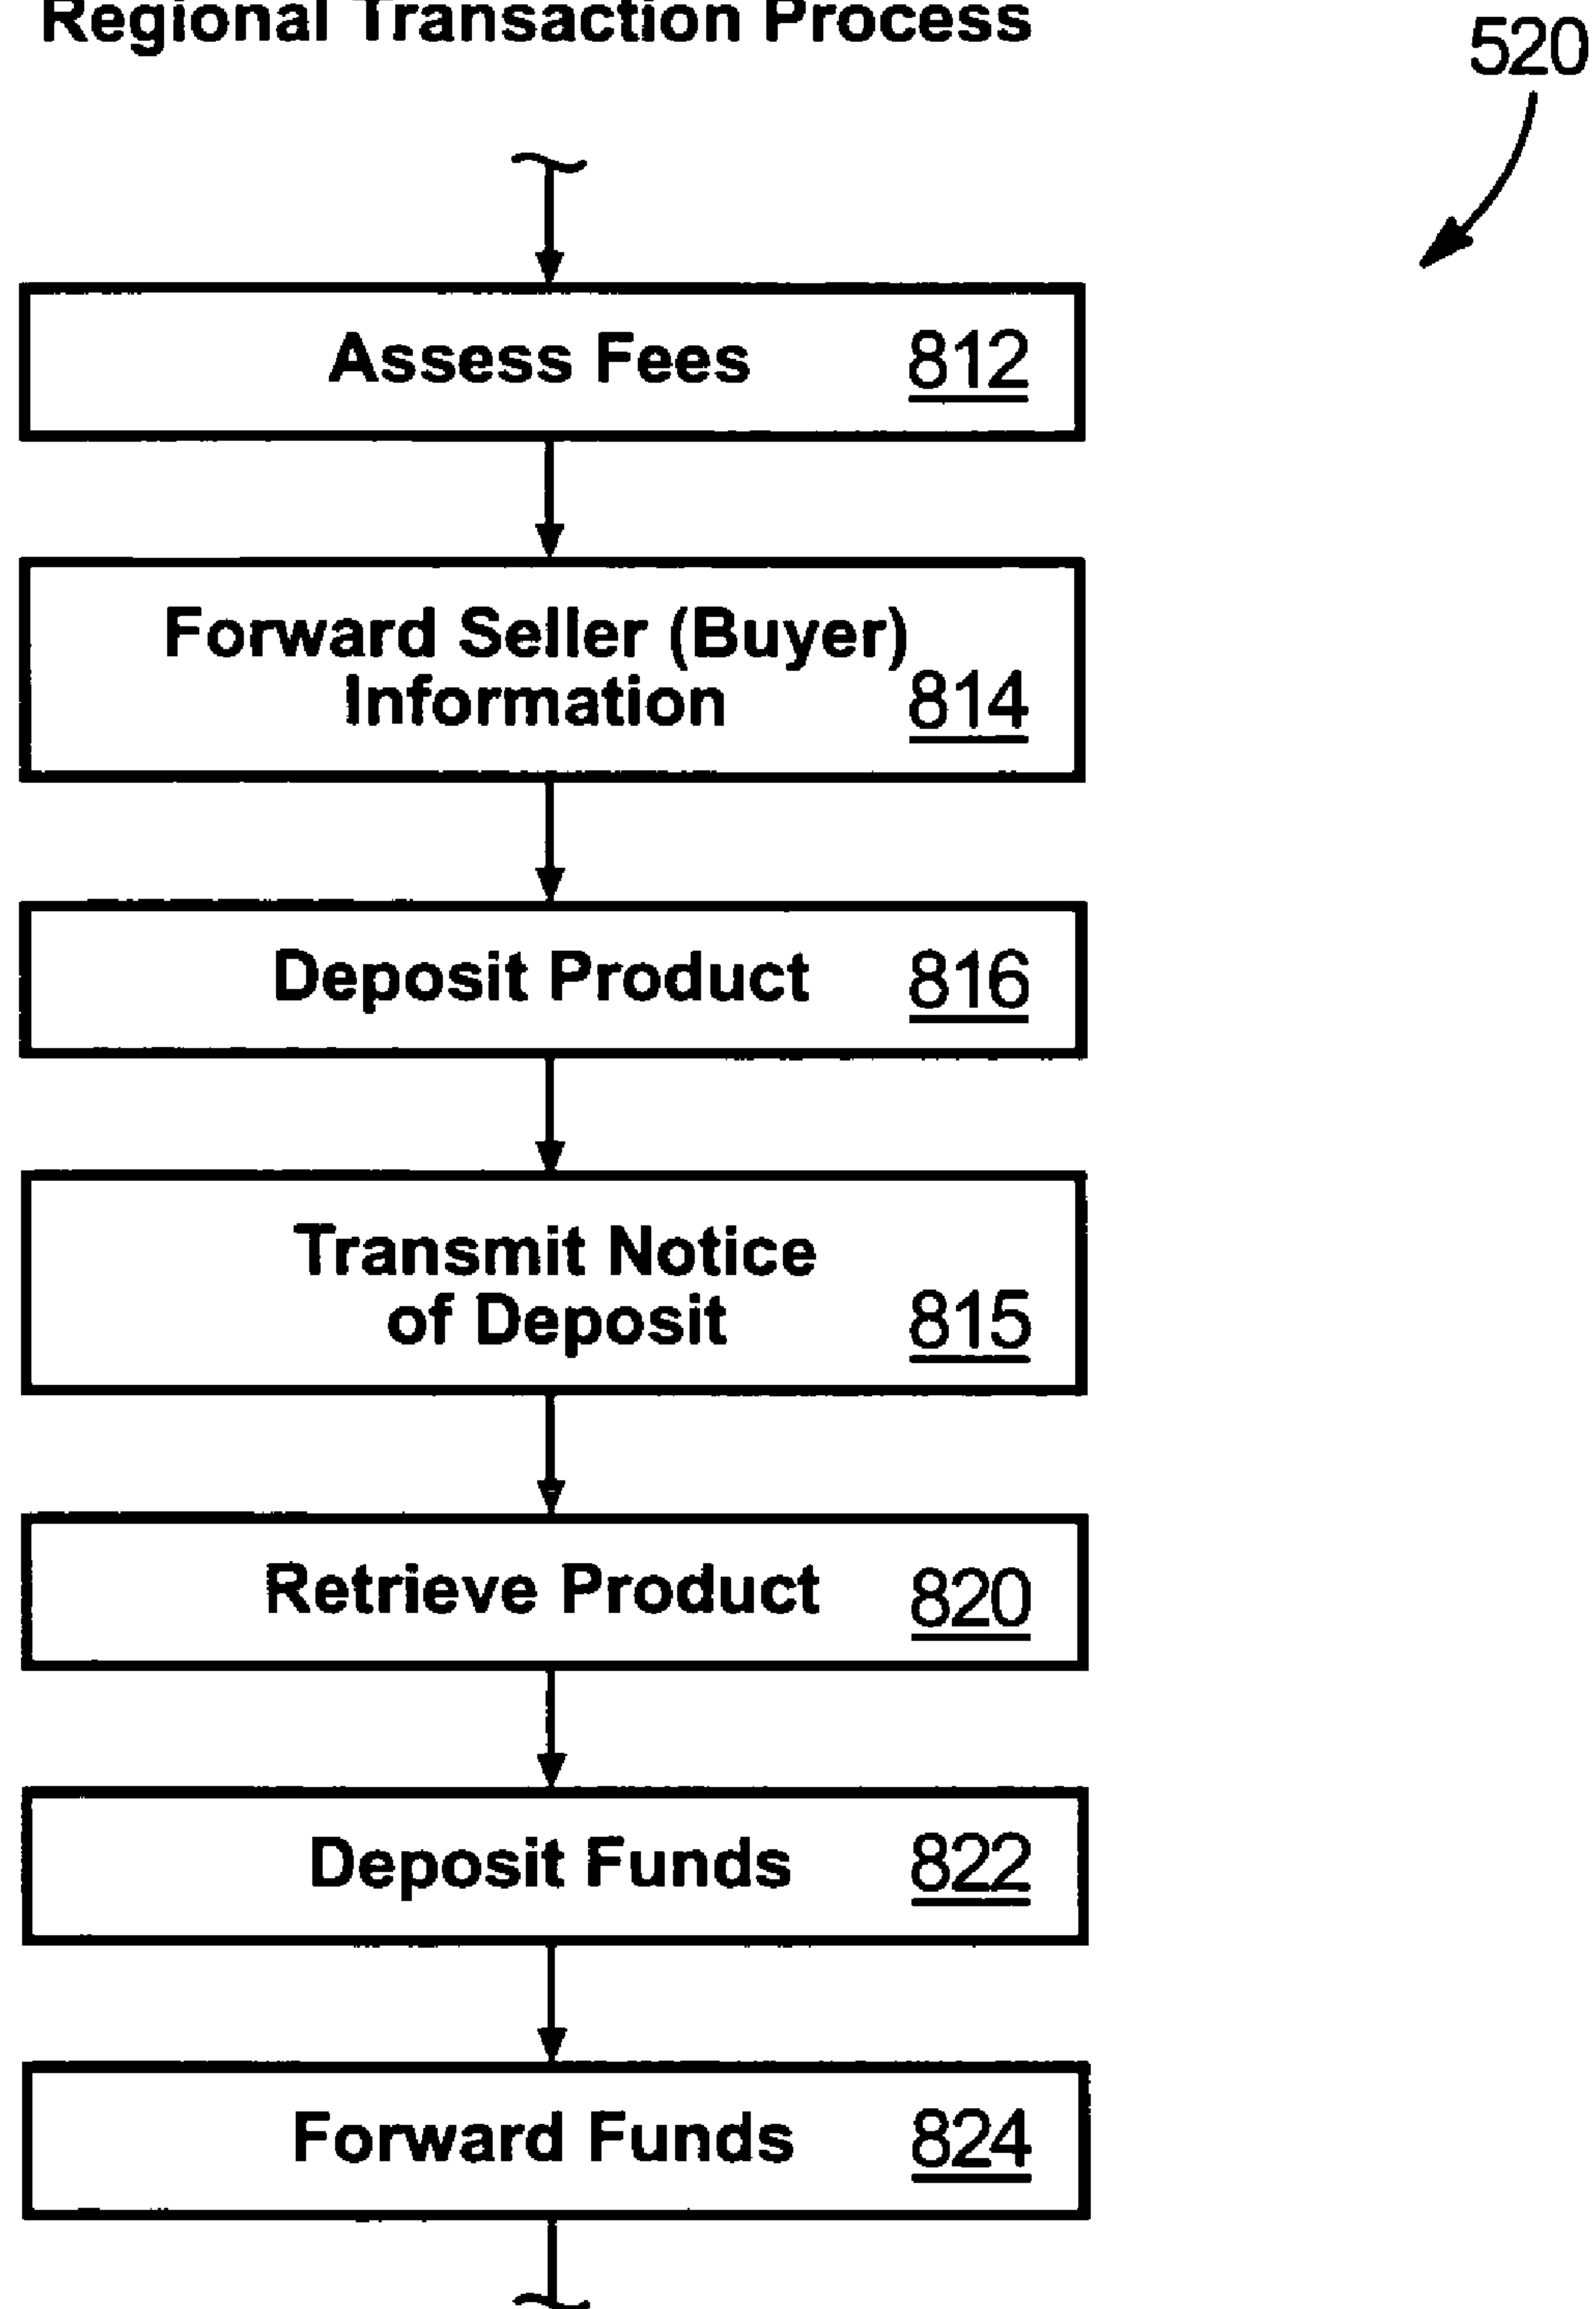 Regional Transaction Process
520
Assess Fees 812
Forward Seller (Buyer)
Information 814
Deposit Product 816
Transmit Notice
of Deposit 815
Retrieve Product 820
Deposit Funds 822
Forward Funds 824